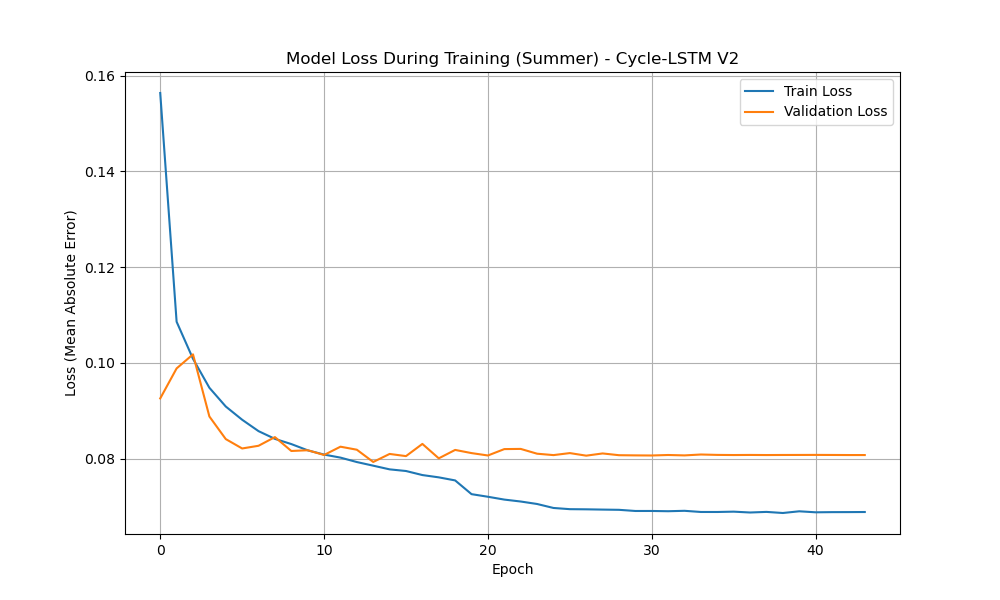 Model Loss During Training (Summer) - Cycle-LSTM V2
Train Loss
Validation Loss
Loss (Mean Absolute Error)
0.16
0.14
0.12
0.10
0.08
0
10
20
30
40
Epoch